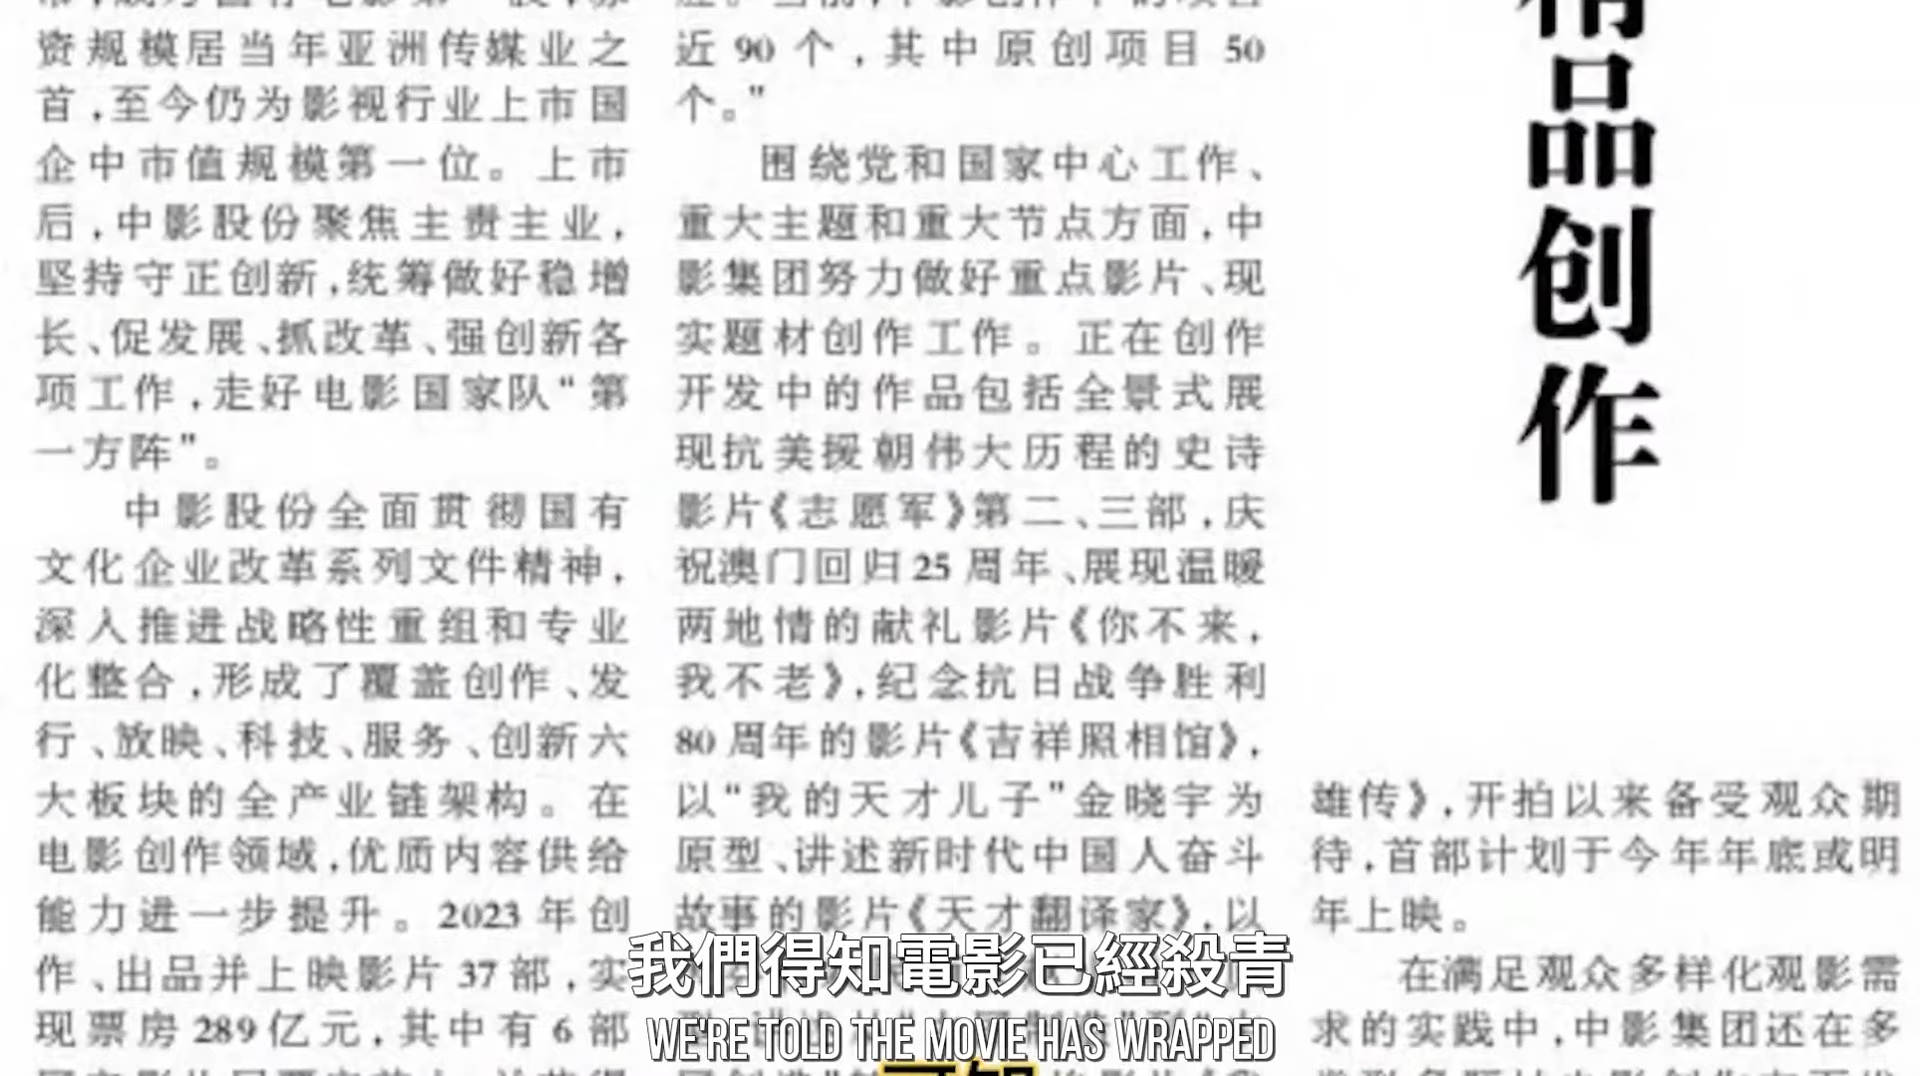 资规模居当年亚洲传媒业之
首，至今仍为影视行业上市国
企中市值规模第一位。上市
后，中影股份聚焦主责主业，
坚持守正创新，统筹做好稳增
长、促发展、抓改革、强创新各
项工作，走好电影国家队“第
一方阵”。
中影股份全面贯彻国有
文化企业改革系列文件精神，
深入推进战略性重组和专业
化整合，形成了覆盖创作、发
行、放映、科技、服务、创新六
大板块的全产业链架构。在
电影创作领域，优质内容供给
能力进一步提升。2023年创
作、出品并上映影片37部，实
现票房289亿元，其中有6部
近90个，其中原创项目50
个。”
围绕党和国家中心工作、
重大主题和重大节点方面，中
影集团努力做好重点影片、现
实题材创作工作。正在创作
开发中的作品包括全景式展
现抗美援朝伟大历程的史诗
影片《志愿军》第二、三部，庆
祝澳门回归25周年、展现温暖
两地情的献礼影片《你不来，
我不老》，纪念抗日战争胜利
80周年的影片《吉祥照相馆》，
以“我的天才儿子”金晓宇为
原型、讲述新时代中国人奋斗
故事的影片《天才翻译家》，以
品创作
雄传》，开拍以来备受观众期
待，首部计划于今年年底或明
年上映。
在满足观众多样化观影需
求的实践中，中影集团还在多
我們得知電影已經殺青
WE'RE TOLD THE MOVIE HAS WRAPPED